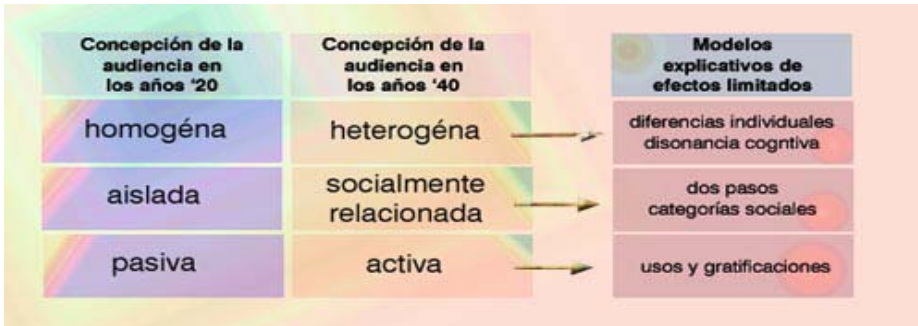 Concepción de la
audiencia en
los años '20
Concepción de la
audiencia en
los años '40
Modelos
explicativos de
efectos limitados
homogéna
heterogéna
diferencias individuales
disonancia cogntiva
aislada
socialmente
relacionada
dos pasos
categorías sociales
pasiva
activa
usos y gratificaciones